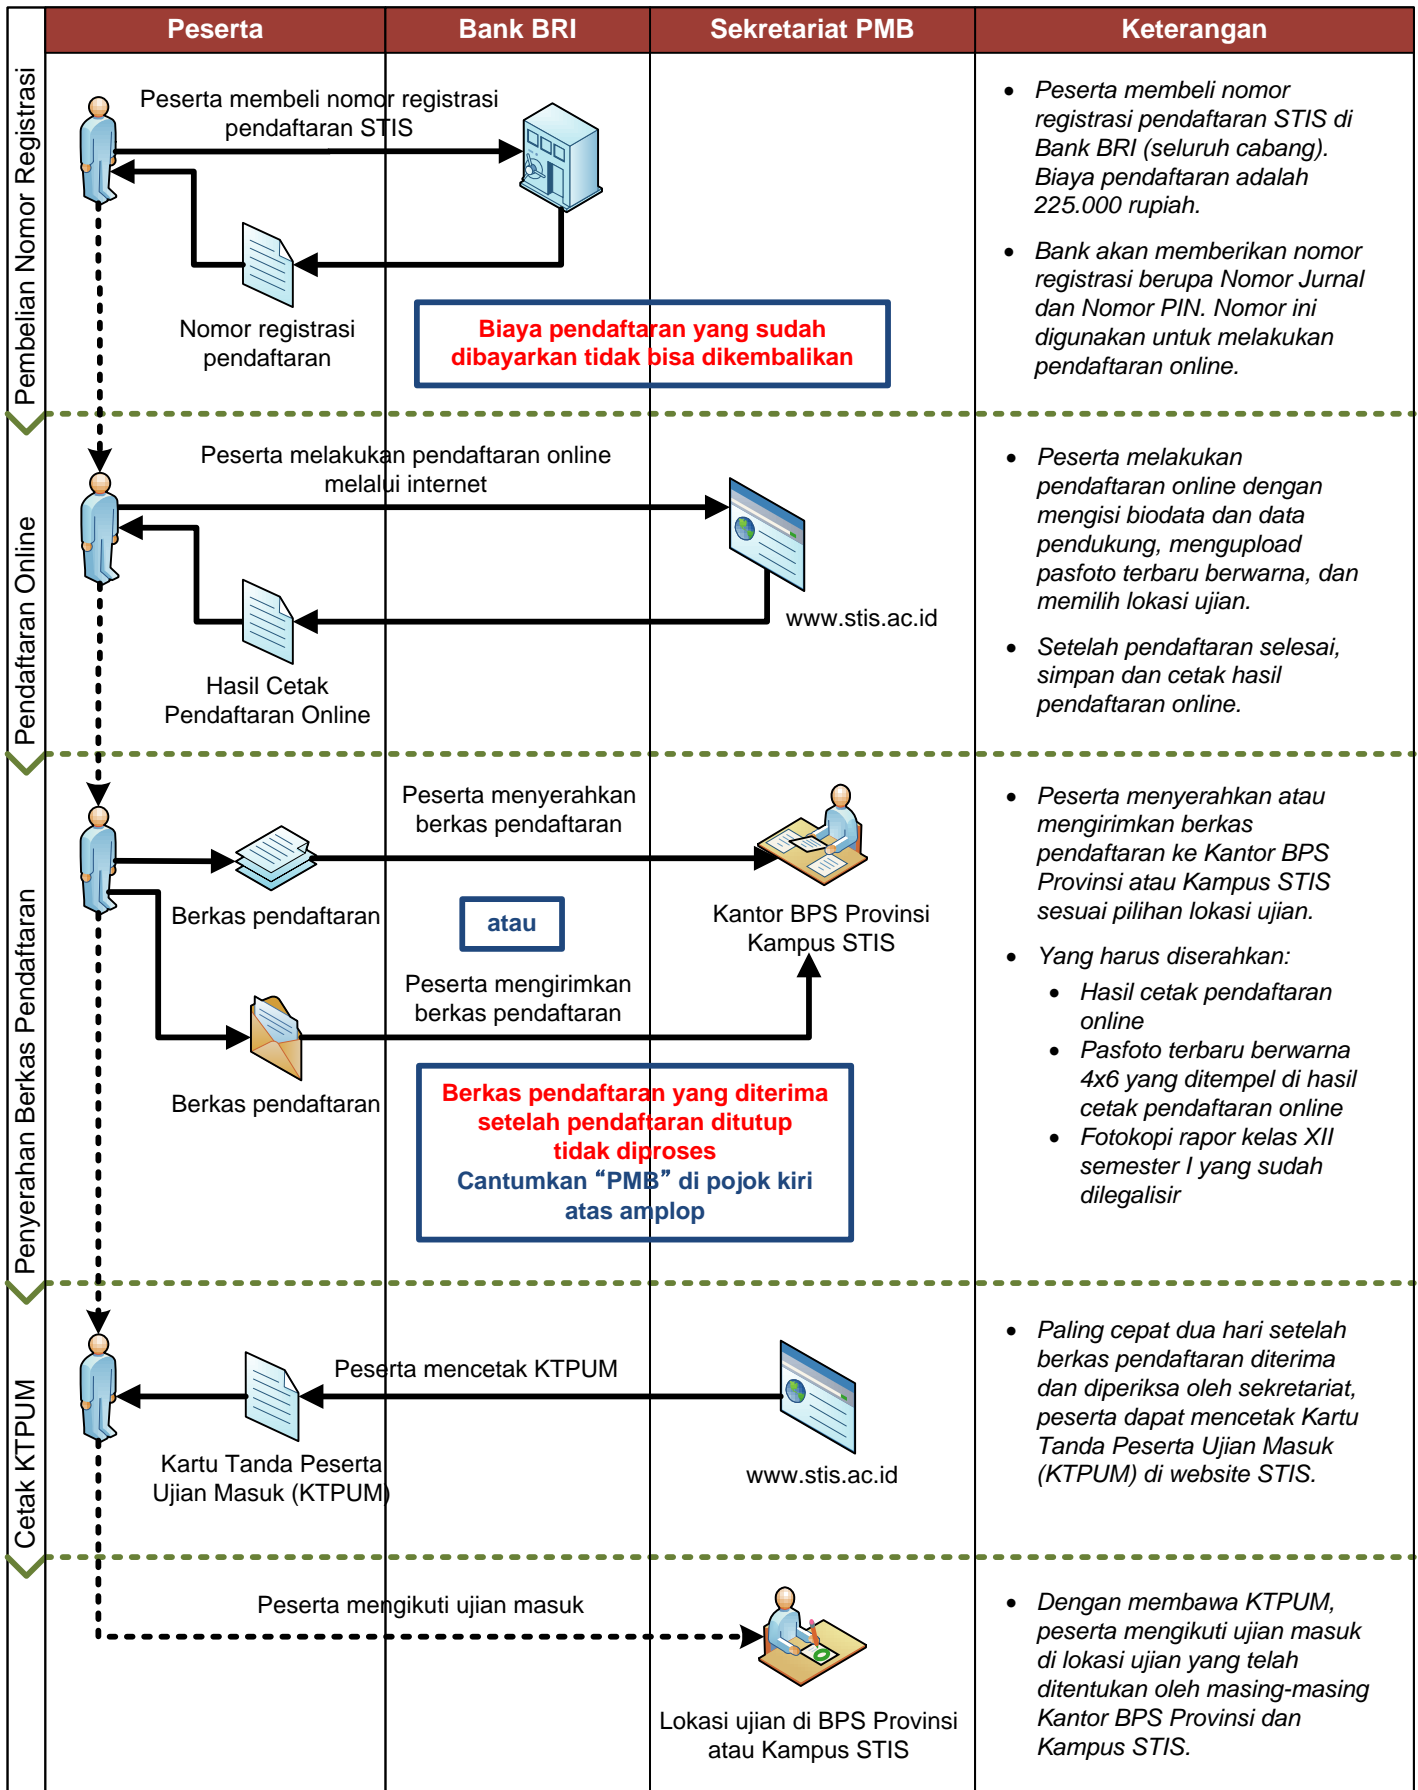 Peserta
Bank BRI
Sekretariat PMB
Keterangan
Pembelian Nomor Registrasi
Peserta membeli nomor registrasi
pendaftaran STIS
Nomor registrasi
pendaftaran
Biaya pendaftaran yang sudah
dibayarkan tidak bisa dikembalikan
• Peserta membeli nomor
registrasi pendaftaran STIS di
Bank BRI (seluruh cabang).
Biaya pendaftaran adalah
225.000 rupiah.
• Bank akan memberikan nomor
registrasi berupa Nomor Jurnal
dan Nomor PIN. Nomor ini
digunakan untuk melakukan
pendaftaran online.
Pendaftaran Online
Peserta melakukan pendaftaran online
melalui internet
www.stis.ac.id
Hasil Cetak
Pendaftaran Online
• Peserta melakukan
pendaftaran online dengan
mengisi biodata dan data
pendukung, mengupload
pasfoto terbaru berwarna, dan
memilih lokasi ujian.
• Setelah pendaftaran selesai,
simpan dan cetak hasil
pendaftaran online.
Penyerahan Berkas Pendaftaran
Peserta menyerahkan
berkas pendaftaran
Berkas pendaftaran
atau
Kantor BPS Provinsi
Kampus STIS
Peserta mengirimkan
berkas pendaftaran
Berkas pendaftaran
Berkas pendaftaran yang diterima
setelah pendaftaran ditutup
tidak diproses
Cantumkan “PMB” di pojok kiri
atas amplop
• Peserta menyerahkan atau
mengirimkan berkas
pendaftaran ke Kantor BPS
Provinsi atau Kampus STIS
sesuai pilihan lokasi ujian.
• Yang harus diserahkan:
• Hasil cetak pendaftaran
online
• Pasfoto terbaru berwarna
4x6 yang ditempel di hasil
cetak pendaftaran online
• Fotokopi rapor kelas XII
semester I yang sudah
dilegalisir
Cetak KTPUM
Peserta mencetak KTPUM
Kartu Tanda Peserta
Ujian Masuk (KTPUM)
www.stis.ac.id
• Paling cepat dua hari setelah
berkas pendaftaran diterima
dan diperiksa oleh sekretariat,
peserta dapat mencetak Kartu
Tanda Peserta Ujian Masuk
(KTPUM) di website STIS.
Peserta mengikuti ujian masuk
Lokasi ujian di BPS Provinsi
atau Kampus STIS
• Dengan membawa KTPUM,
peserta mengikuti ujian masuk
di lokasi ujian yang telah
ditentukan oleh masing-masing
Kantor BPS Provinsi dan
Kampus STIS.